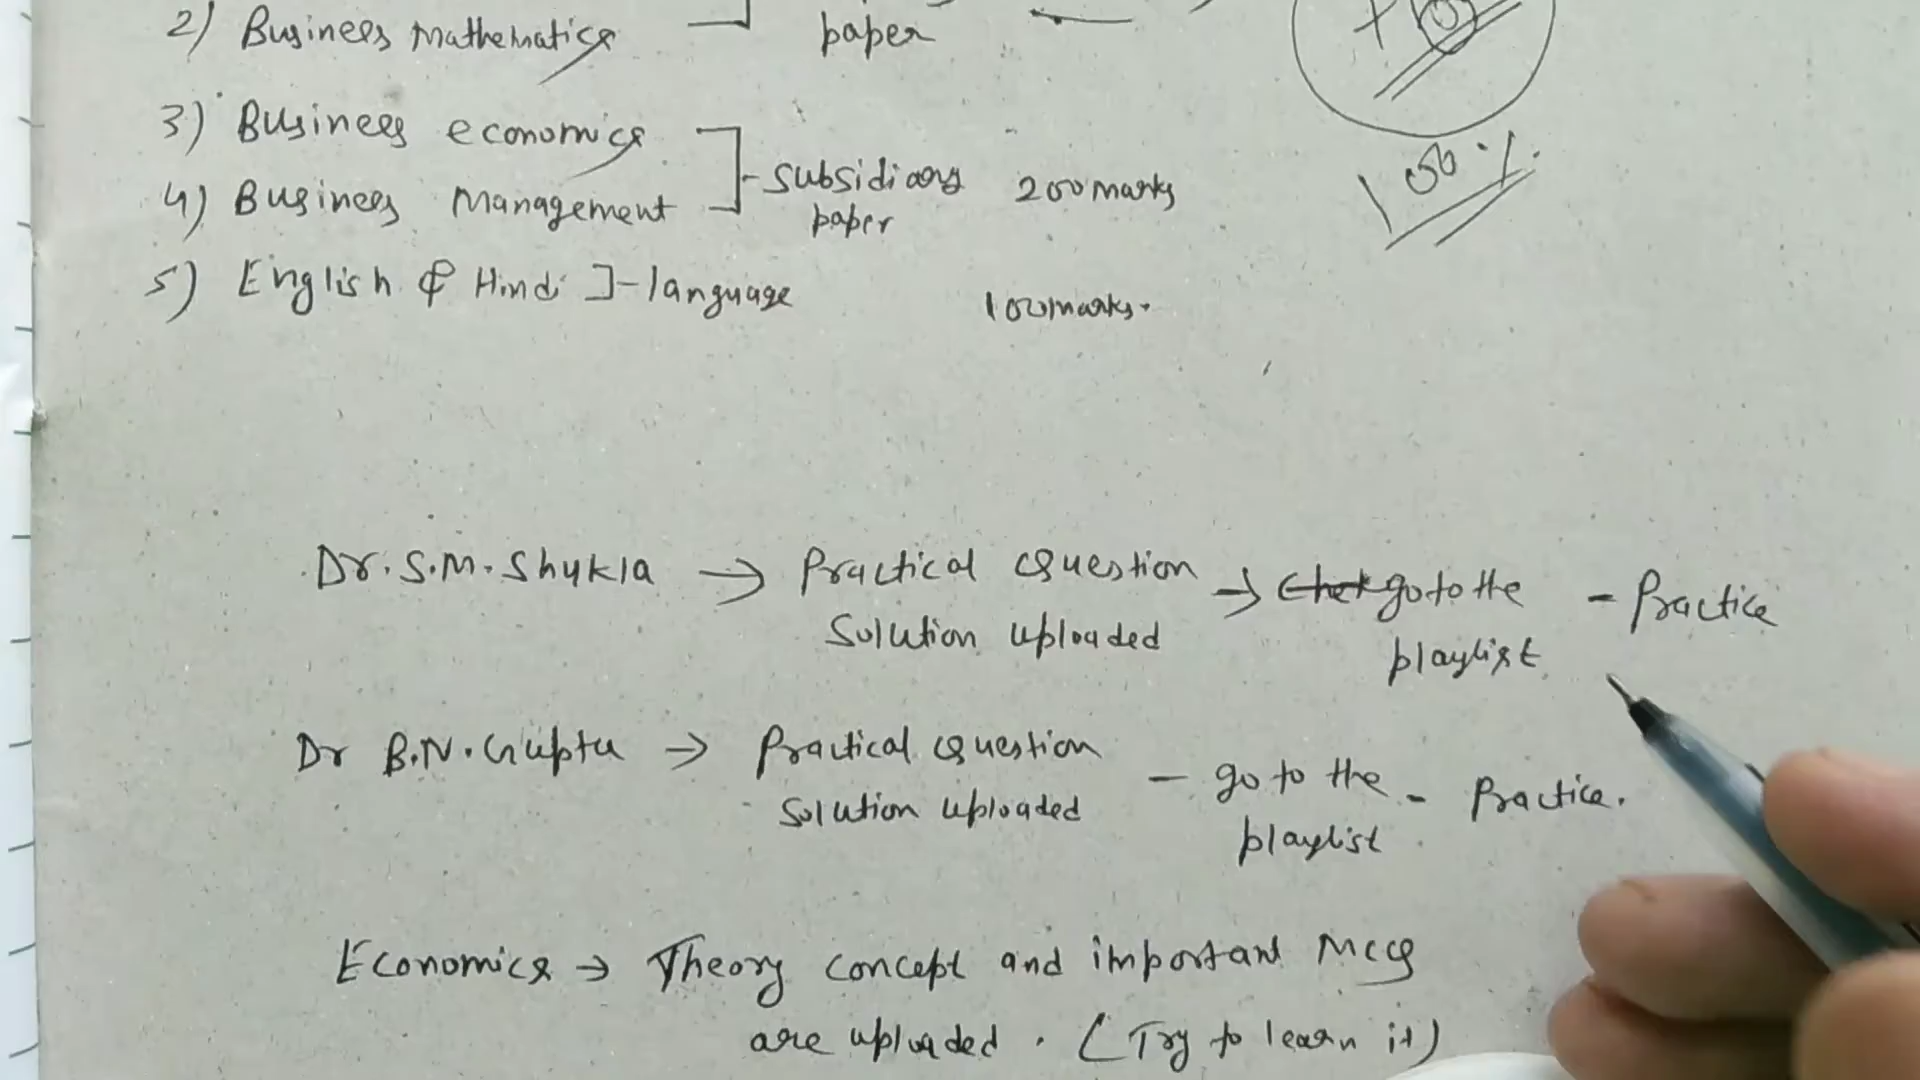 2) Business Mathematics
paper
3) Business economics
subsidiary 200 marks
paper
4) Business Management
5) English & Hindi ]- language
100 marks.
100%.
Dr. S.M. Shukla → Practical Question → go to the - Practice
Solution uploaded playlist
Dr B.N. Gupta → Practical Question - go to the - Practice.
Solution uploaded playlist
Economics → Theory concept and important Mcq
are uploaded. (Try to learn it)